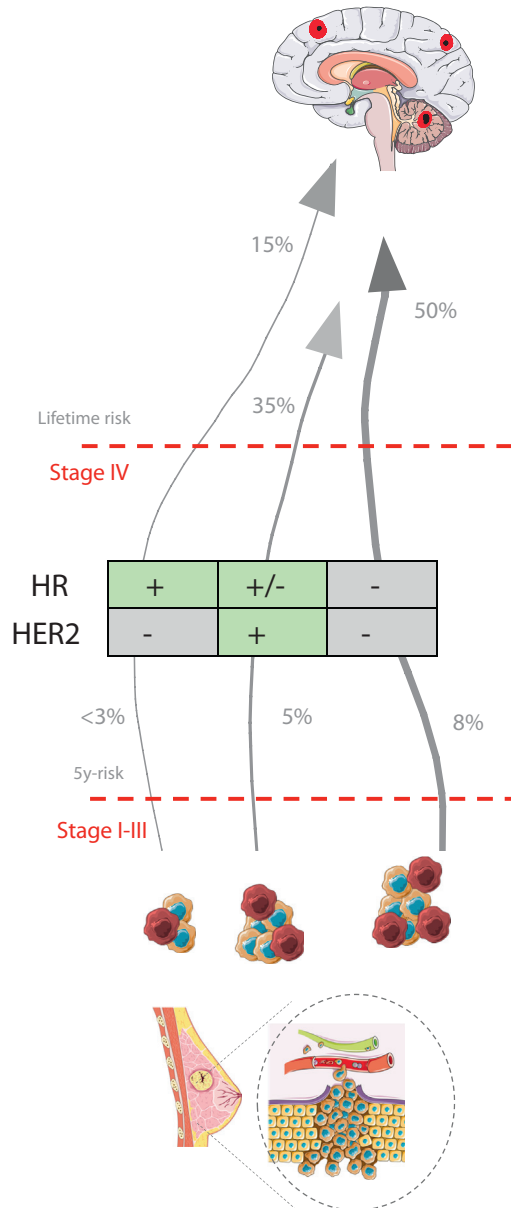 15%
50%
35%
Lifetime risk
Stage IV
HR + +/- -
HER2 - + -
<3% 5% 8%
5y-risk
Stage I-III